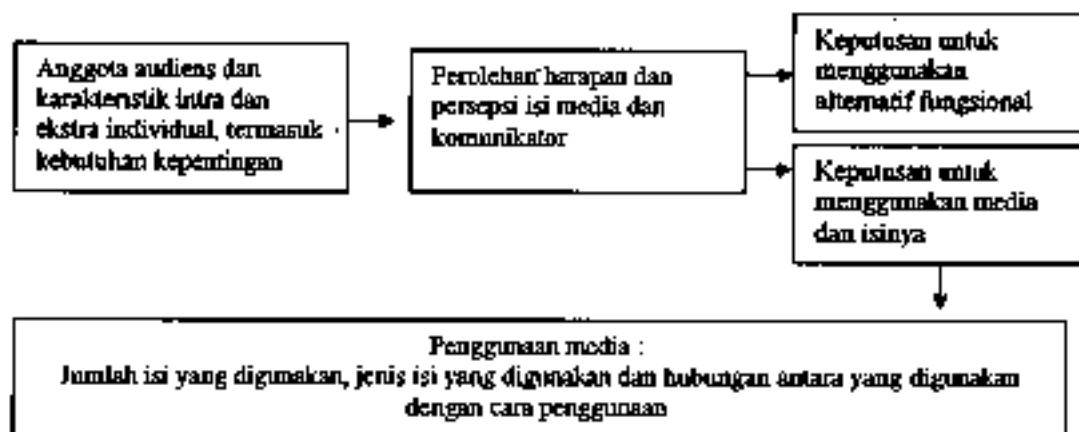 Anggota audiens dan
karakteristik intra dan
ekstra individual, termasuk
kebutuhan kepentingan
Perolehan harapan dan
persepsi isi media dan
komunikator
Keputusan untuk
menggunakan
alternatif fungsional
Keputusan untuk
menggunakan media
dan isinya
Penggunaan media :
Jumlah isi yang digunakan, jenis isi yang digunakan dan hubungan antara yang digunakan
dengan cara penggunaan